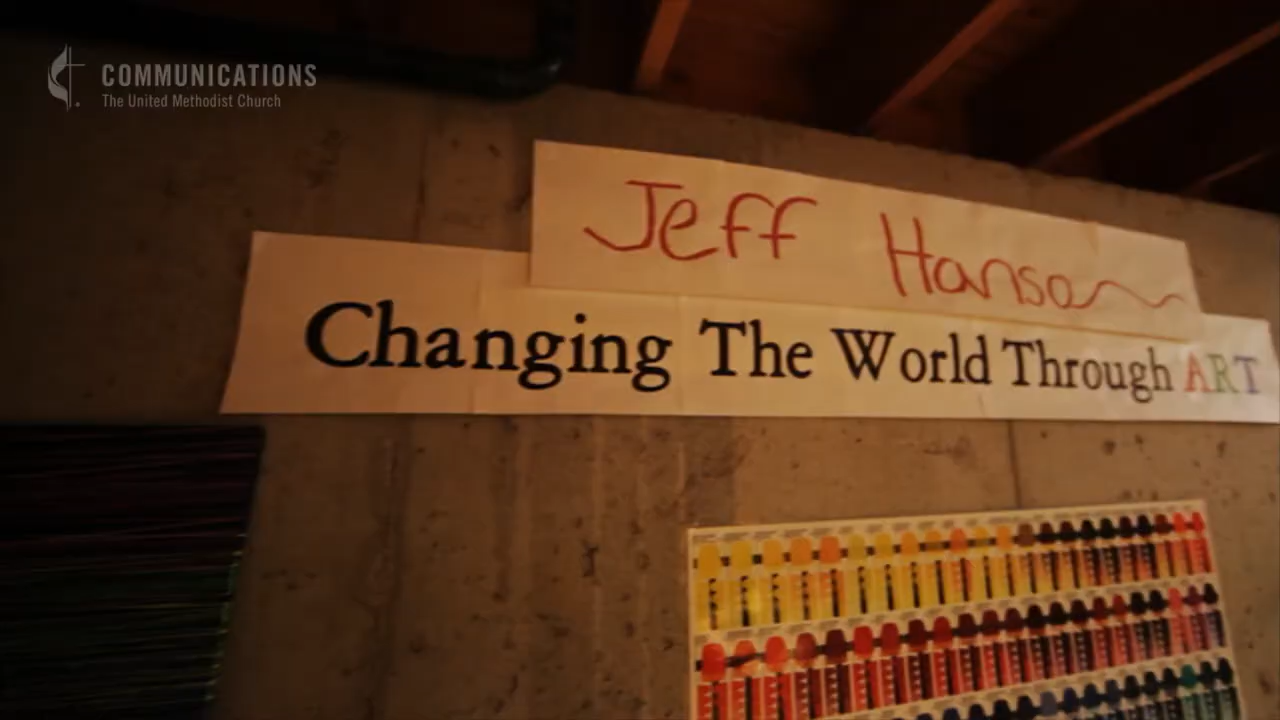 COMMUNICATIONS
The United Methodist Church
Jeff Hanson
Changing The World Through ART